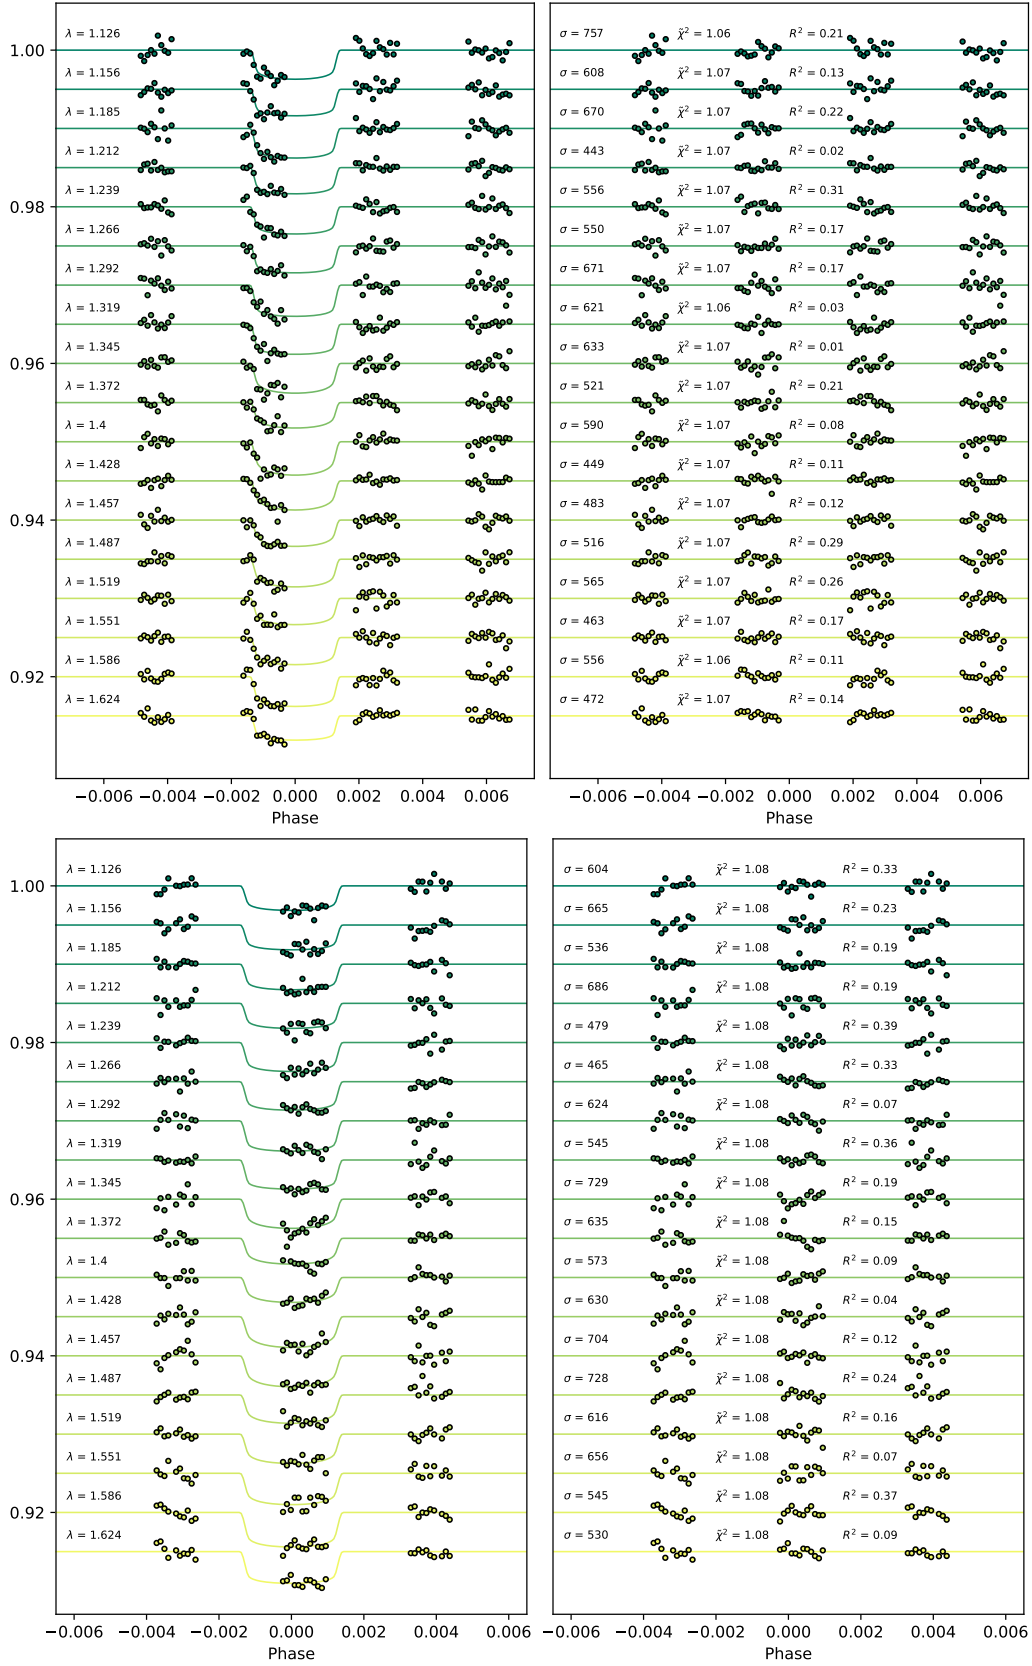 λ = 1.126
1.00
λ = 1.156
λ = 1.185
λ = 1.212
λ = 1.239
0.98
λ = 1.266
λ = 1.292
λ = 1.319
λ = 1.345
0.96
λ = 1.372
λ = 1.4
λ = 1.428
λ = 1.457
0.94
λ = 1.487
λ = 1.519
λ = 1.551
λ = 1.586
0.92
λ = 1.624
−0.006 −0.004 −0.002 0.000 0.002 0.004 0.006
Phase
σ = 757 χ̃² = 1.06 R² = 0.21
σ = 608 χ̃² = 1.07 R² = 0.13
σ = 670 χ̃² = 1.07 R² = 0.22
σ = 443 χ̃² = 1.07 R² = 0.02
σ = 556 χ̃² = 1.07 R² = 0.31
σ = 550 χ̃² = 1.07 R² = 0.17
σ = 671 χ̃² = 1.07 R² = 0.17
σ = 621 χ̃² = 1.06 R² = 0.03
σ = 633 χ̃² = 1.07 R² = 0.01
σ = 521 χ̃² = 1.07 R² = 0.21
σ = 590 χ̃² = 1.07 R² = 0.08
σ = 449 χ̃² = 1.07 R² = 0.11
σ = 483 χ̃² = 1.07 R² = 0.12
σ = 516 χ̃² = 1.07 R² = 0.29
σ = 565 χ̃² = 1.07 R² = 0.26
σ = 463 χ̃² = 1.07 R² = 0.17
σ = 556 χ̃² = 1.06 R² = 0.11
σ = 472 χ̃² = 1.07 R² = 0.14
−0.006 −0.004 −0.002 0.000 0.002 0.004 0.006
Phase
λ = 1.126
1.00
λ = 1.156
λ = 1.185
λ = 1.212
λ = 1.239
0.98
λ = 1.266
λ = 1.292
λ = 1.319
λ = 1.345
0.96
λ = 1.372
λ = 1.4
λ = 1.428
λ = 1.457
0.94
λ = 1.487
λ = 1.519
λ = 1.551
λ = 1.586
0.92
λ = 1.624
−0.006 −0.004 −0.002 0.000 0.002 0.004 0.006
Phase
σ = 604 χ̃² = 1.08 R² = 0.33
σ = 665 χ̃² = 1.08 R² = 0.23
σ = 536 χ̃² = 1.08 R² = 0.19
σ = 686 χ̃² = 1.08 R² = 0.19
σ = 479 χ̃² = 1.08 R² = 0.39
σ = 465 χ̃² = 1.08 R² = 0.33
σ = 624 χ̃² = 1.08 R² = 0.07
σ = 545 χ̃² = 1.08 R² = 0.36
σ = 729 χ̃² = 1.08 R² = 0.19
σ = 635 χ̃² = 1.08 R² = 0.15
σ = 573 χ̃² = 1.08 R² = 0.09
σ = 630 χ̃² = 1.08 R² = 0.04
σ = 704 χ̃² = 1.08 R² = 0.12
σ = 728 χ̃² = 1.08 R² = 0.24
σ = 616 χ̃² = 1.08 R² = 0.16
σ = 656 χ̃² = 1.08 R² = 0.07
σ = 545 χ̃² = 1.08 R² = 0.37
σ = 530 χ̃² = 1.08 R² = 0.09
−0.006 −0.004 −0.002 0.000 0.002 0.004 0.006
Phase